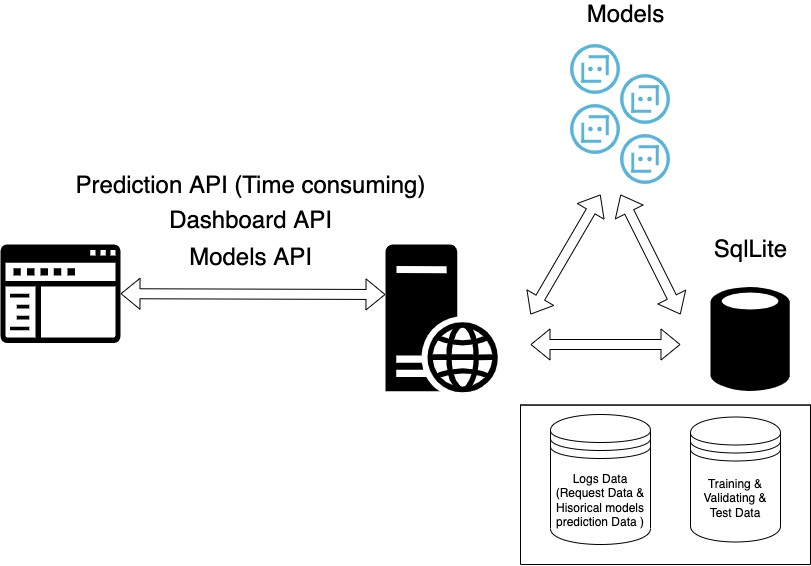 Models
Prediction API (Time consuming)
Dashboard API
Models API
SqlLite
Logs Data
(Request Data &
Hisorical models
prediction Data )
Training &
Validating &
Test Data